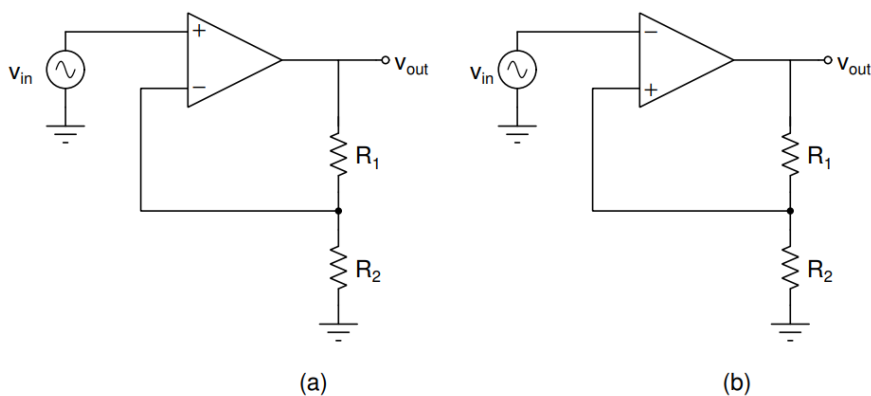 +
−
v_in
v_out
R_1
R_2
(a)
−
+
v_in
v_out
R_1
R_2
(b)